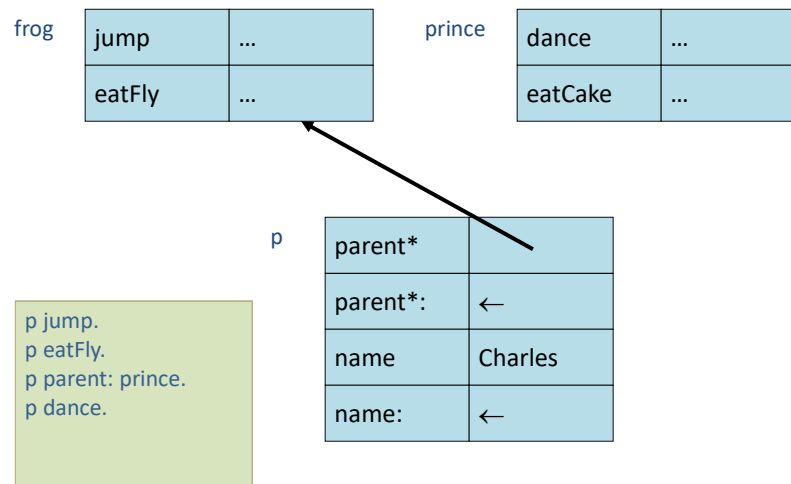 frog
jump ...
eatFly ...
prince
dance ...
eatCake ...
p
parent*
parent*: ←
name Charles
name: ←
p jump.
p eatFly.
p parent: prince.
p dance.